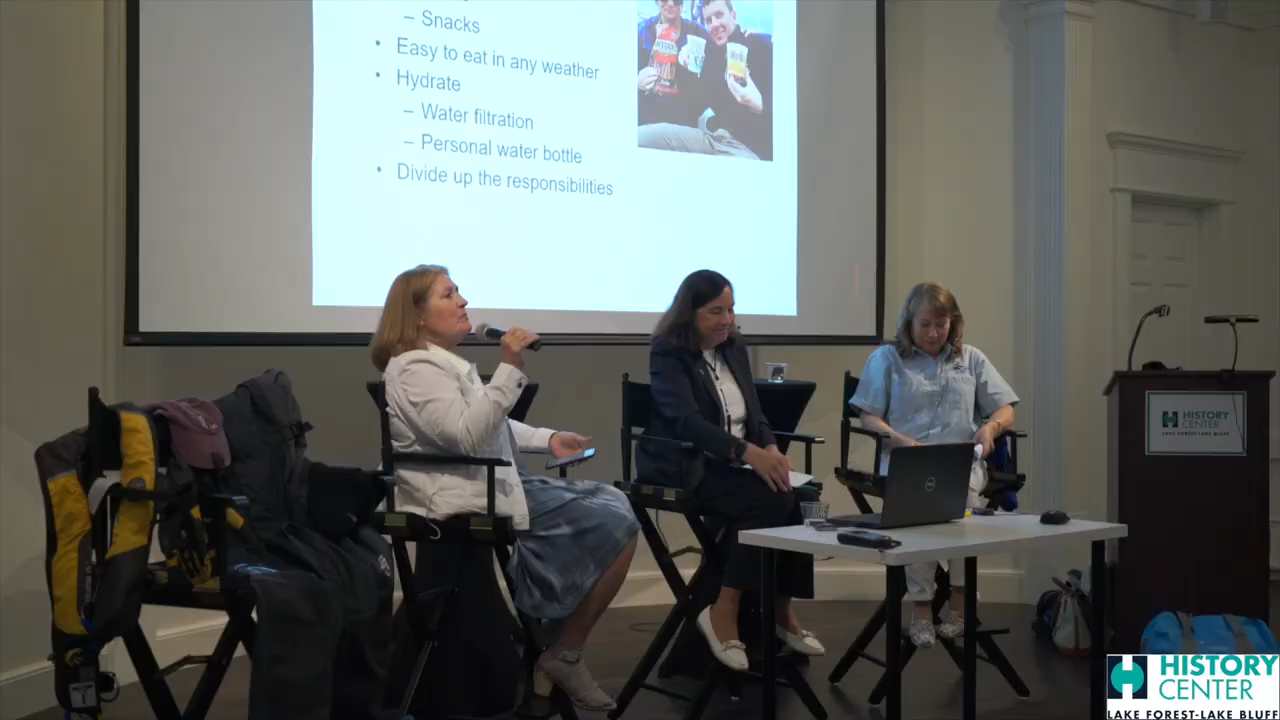 – Snacks
• Easy to eat in any weather
• Hydrate
– Water filtration
– Personal water bottle
• Divide up the responsibilities
HISTORY
CENTER
LAKE FOREST-LAKE BLUFF
DELL
HISTORY
CENTER
LAKE FOREST-LAKE BLUFF